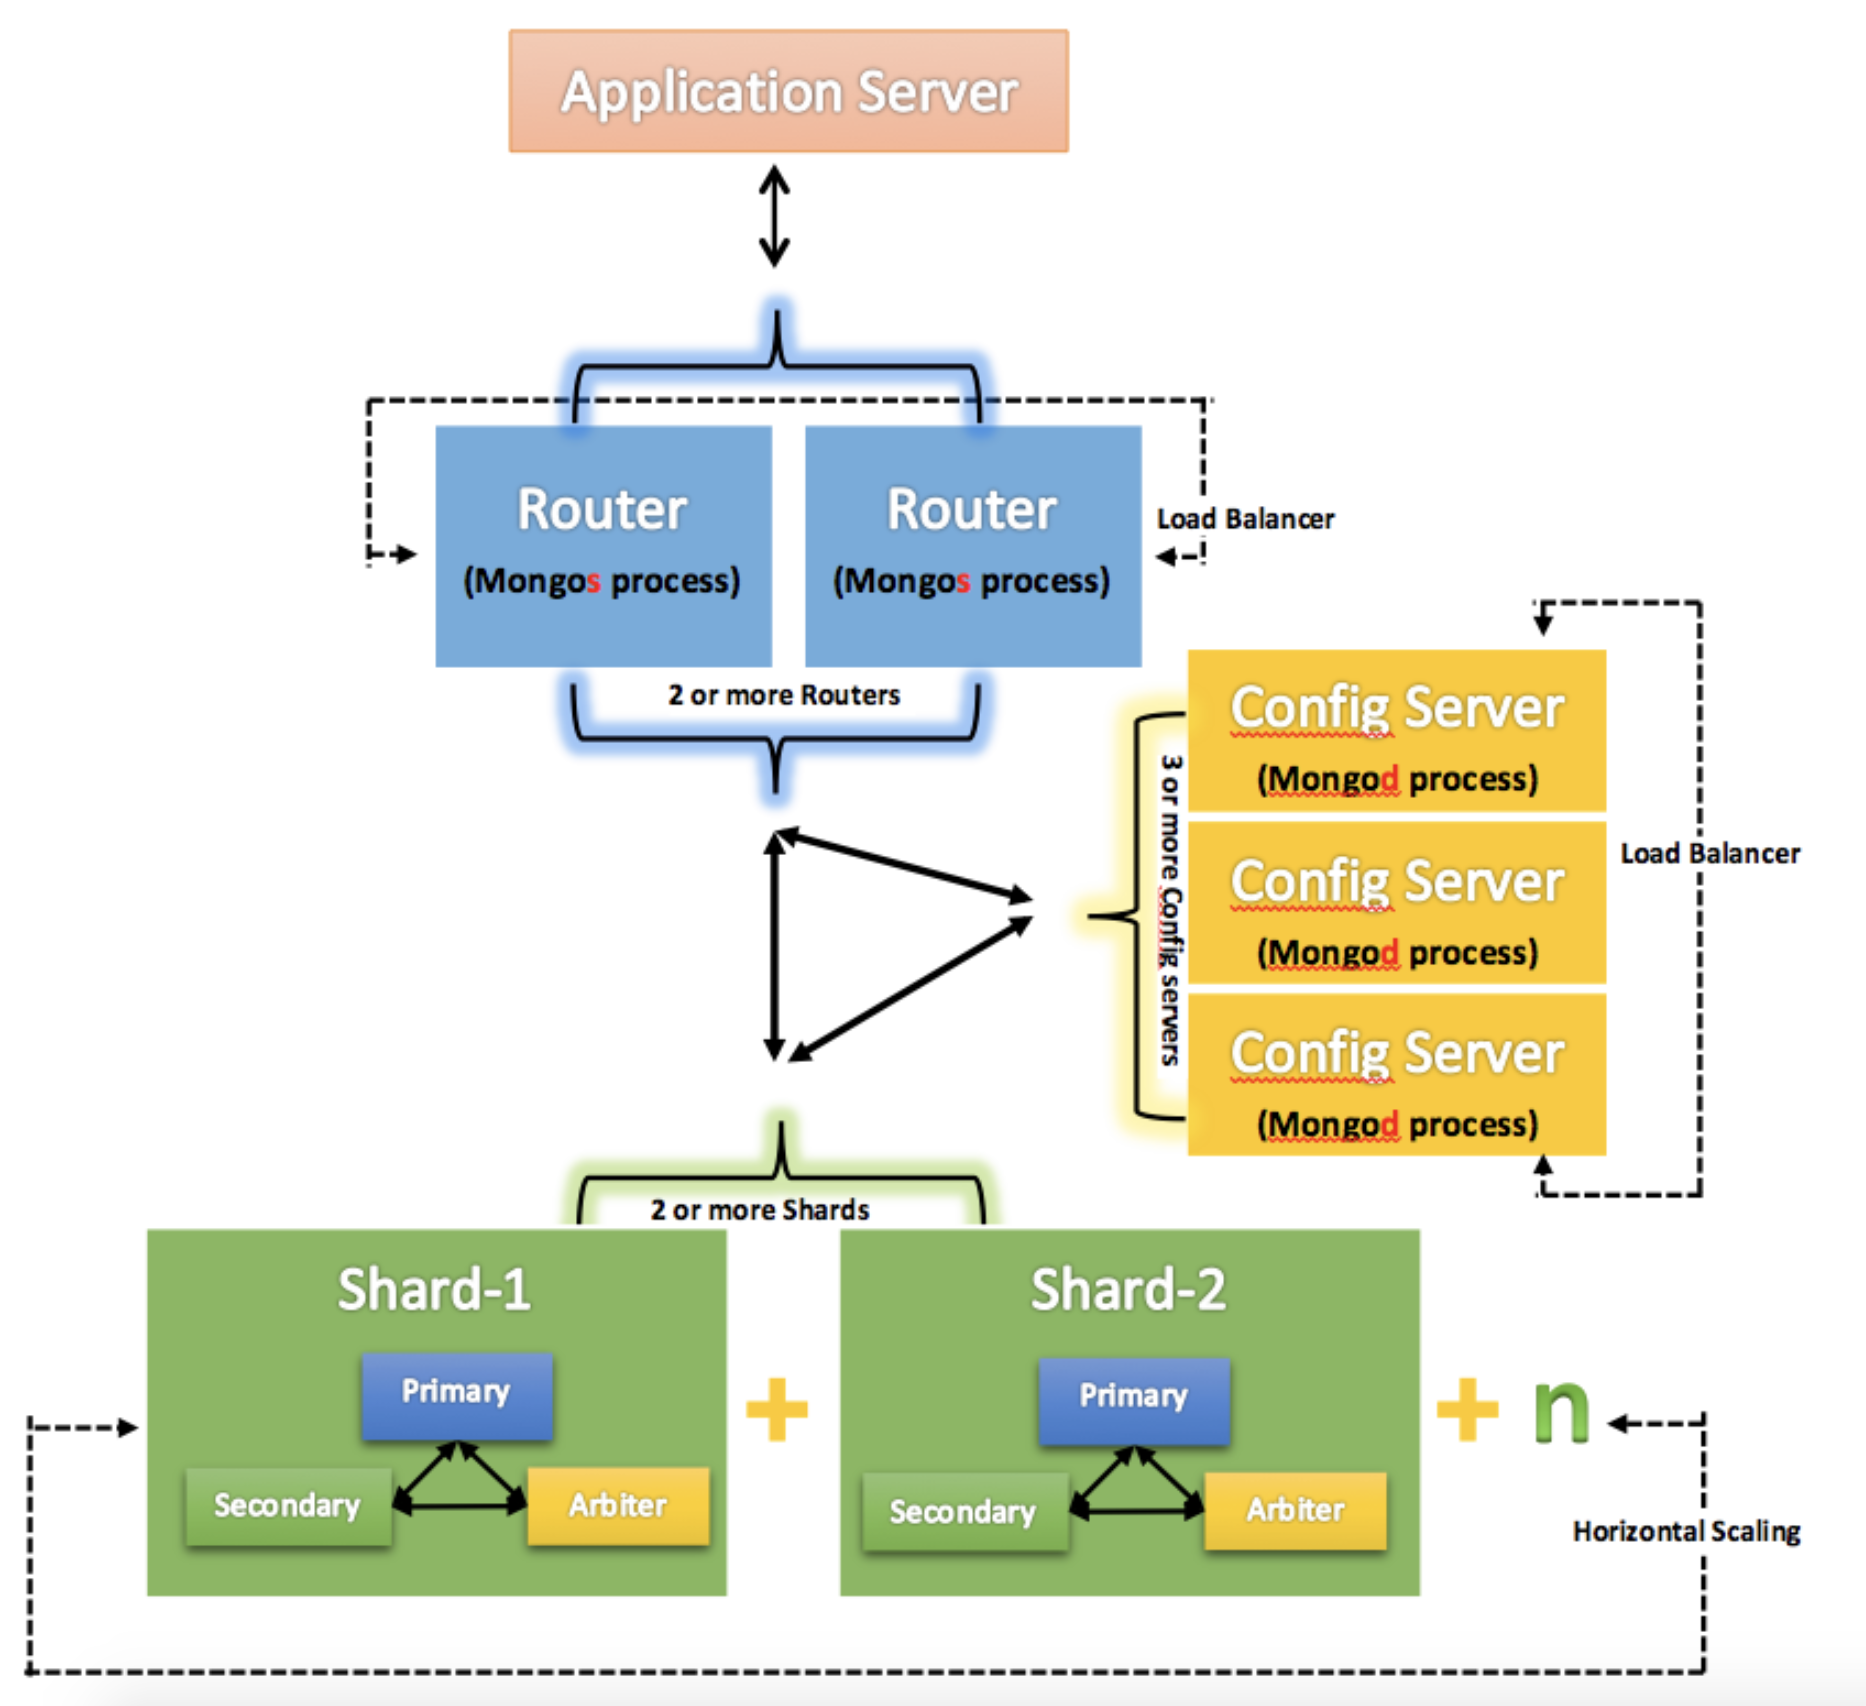 Application Server
Router
(Mongos process)
Router
(Mongos process)
Load Balancer
2 or more Routers
Config Server
(Mongod process)
3 or more Config servers
Config Server
(Mongod process)
Load Balancer
Config Server
(Mongod process)
2 or more Shards
Shard-1
Primary
Secondary
Arbiter
+
Shard-2
Primary
Secondary
Arbiter
+ n
Horizontal Scaling